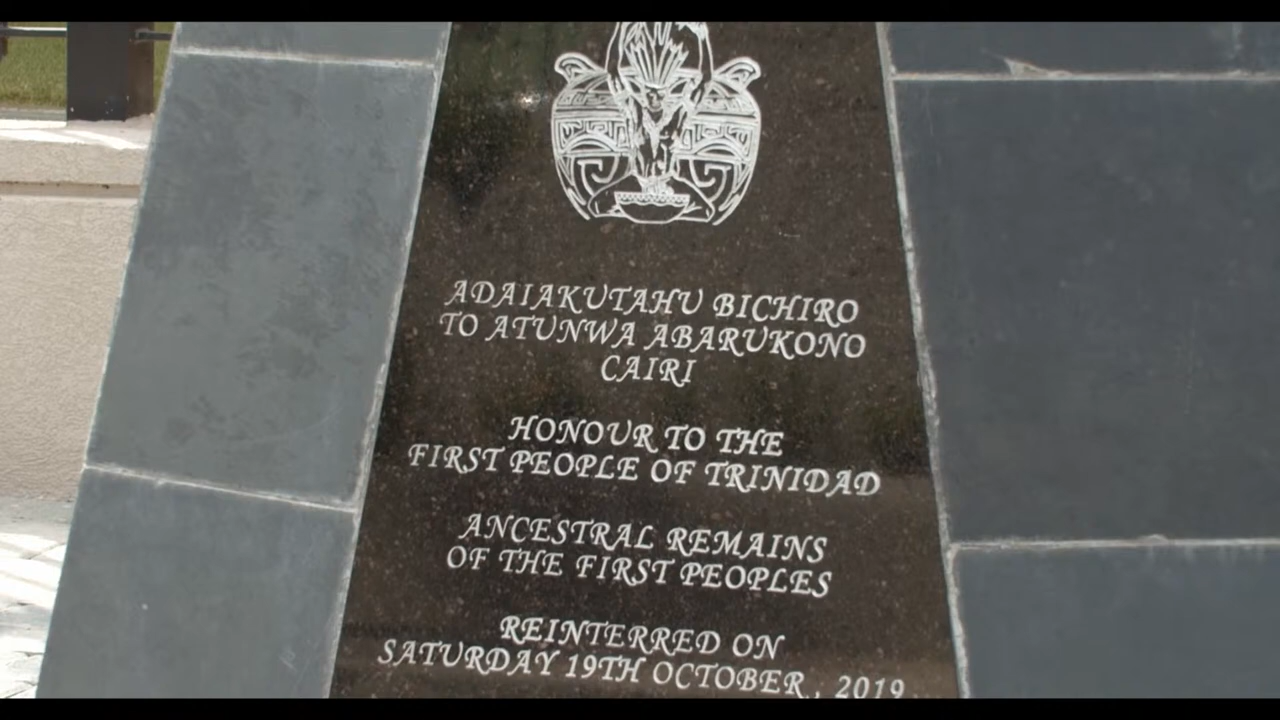 ADAIAKUTAHU BICHIRO
TO ATUNWA ABARUKONO
CAIRI
HONOUR TO THE
FIRST PEOPLE OF TRINIDAD
ANCESTRAL REMAINS
OF THE FIRST PEOPLES
REINTERRED ON
SATURDAY 19TH OCTOBER, 2019